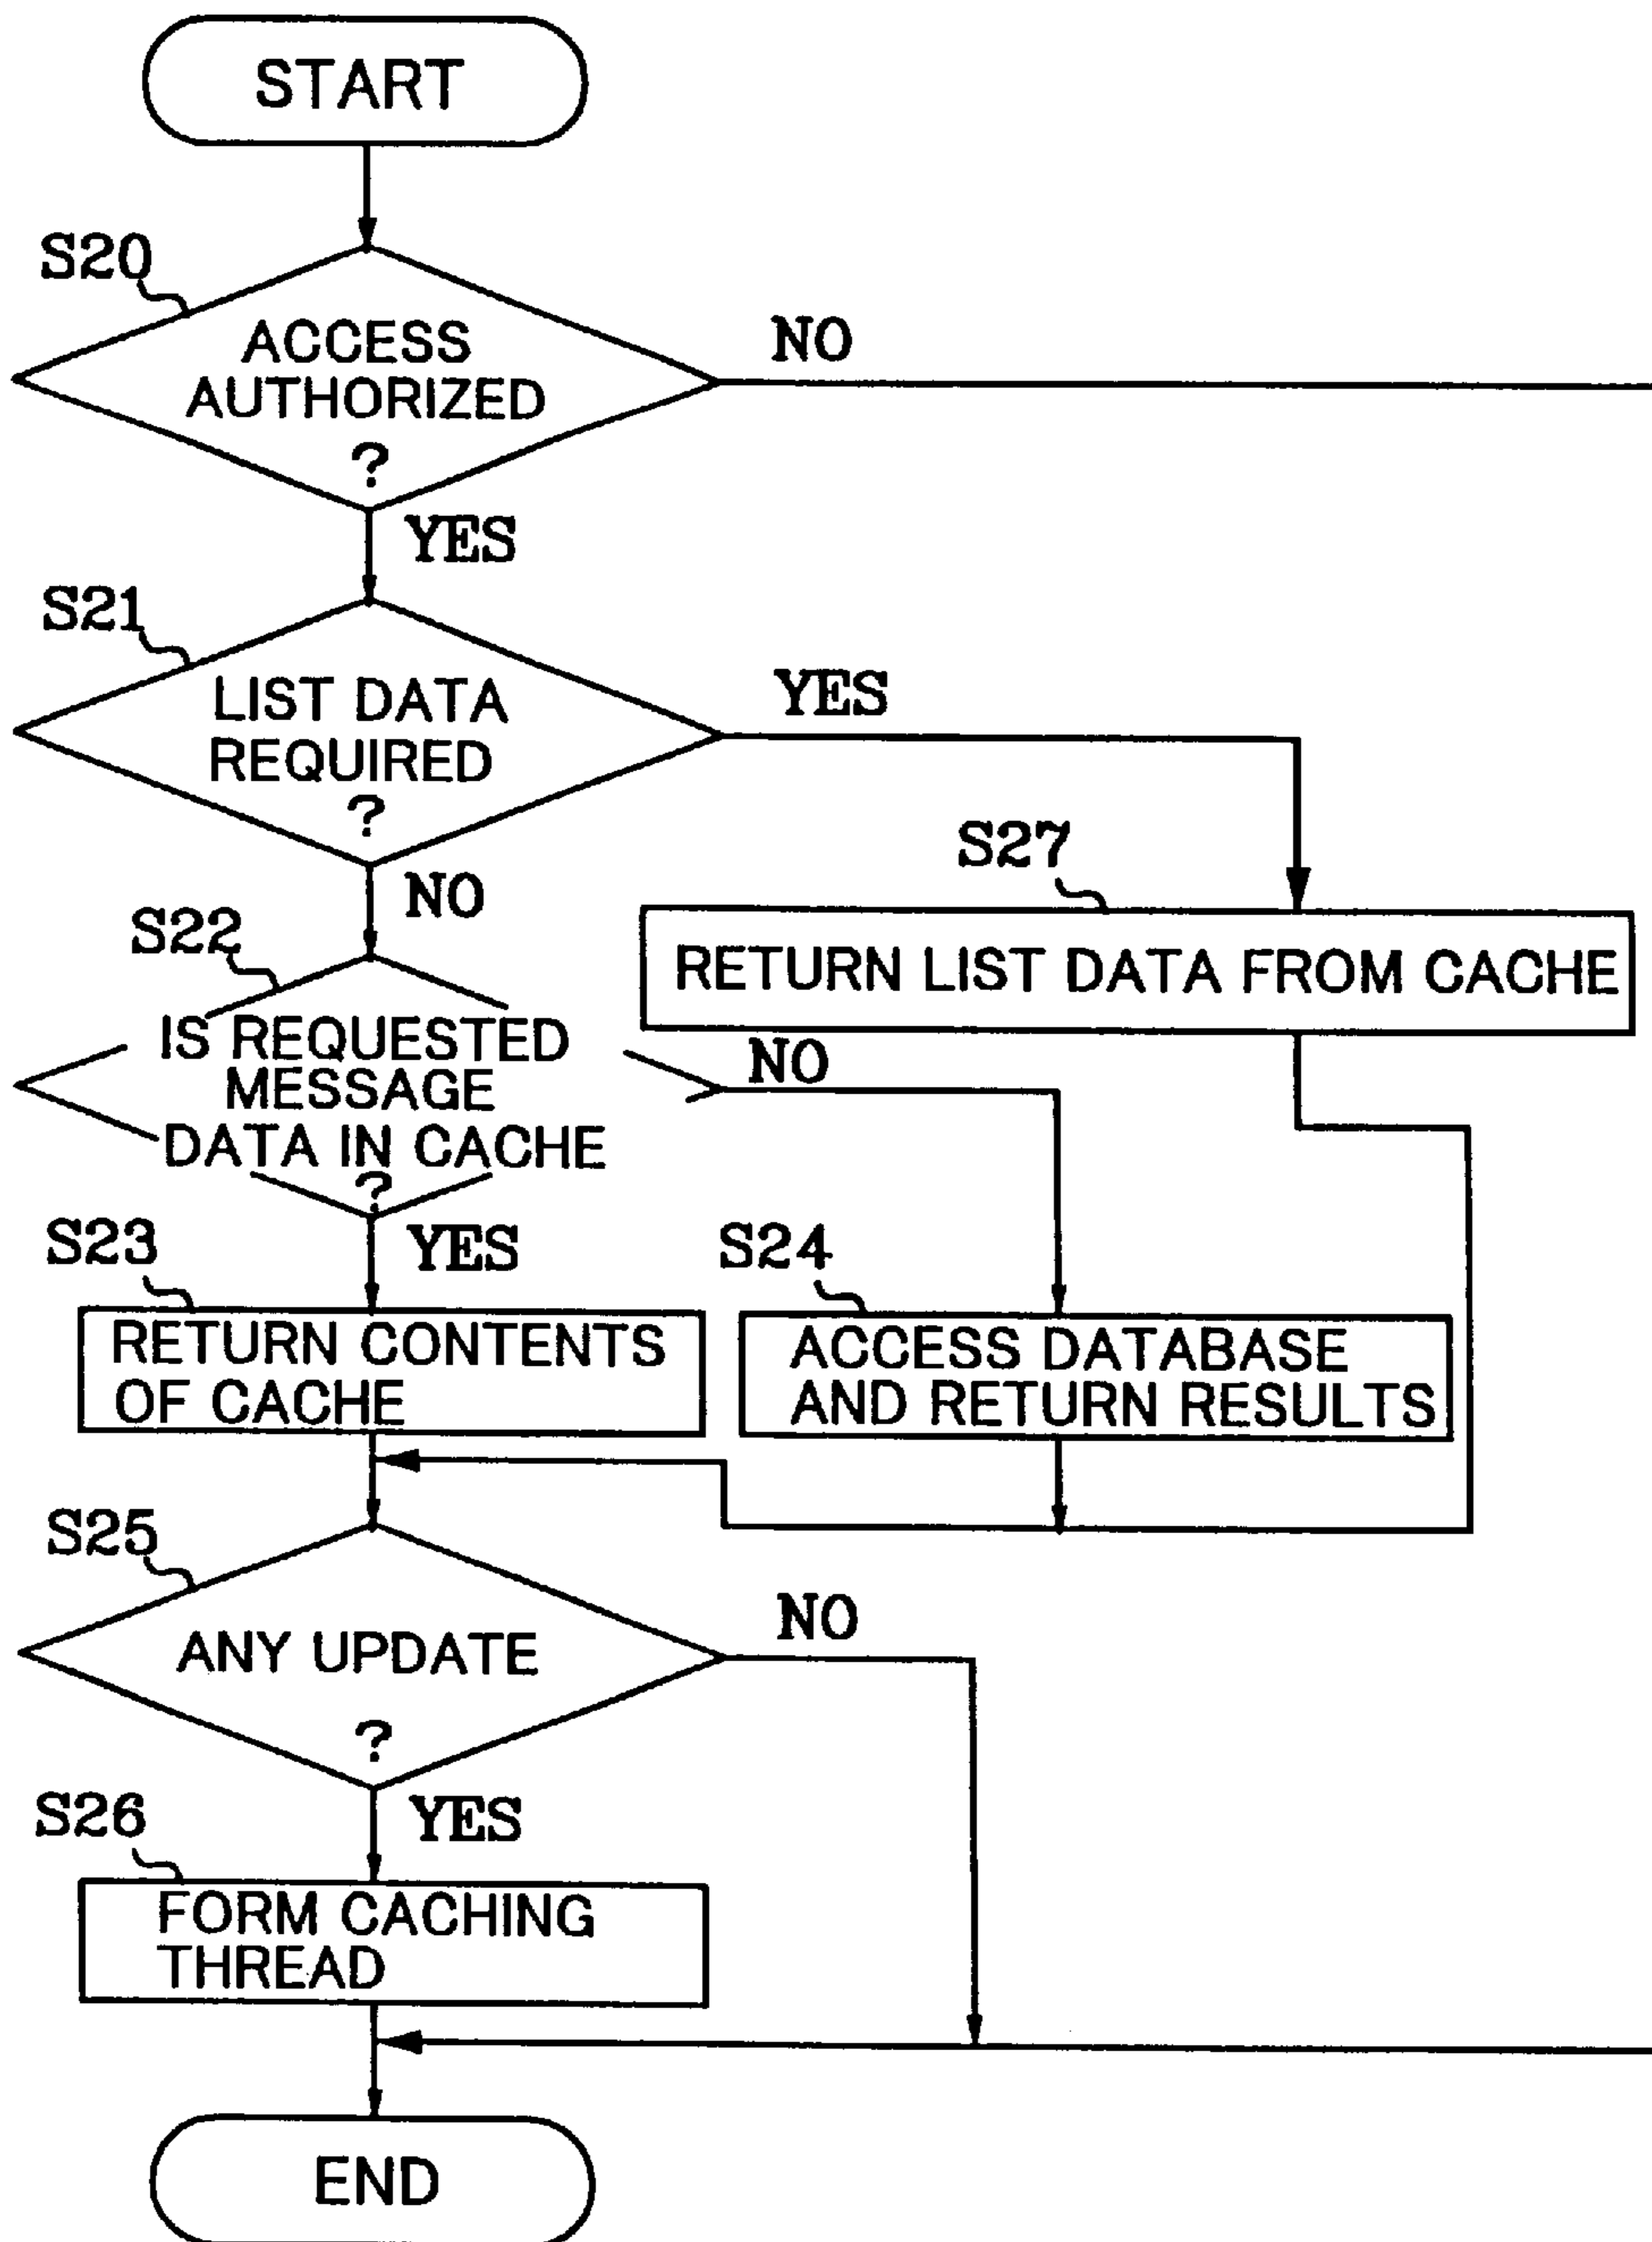 START
S20
ACCESS
AUTHORIZED
?
NO
YES
S21
LIST DATA
REQUIRED
?
YES
NO
S27
RETURN LIST DATA FROM CACHE
S22
IS REQUESTED
MESSAGE
DATA IN CACHE
?
NO
YES
S23
RETURN CONTENTS
OF CACHE
S24
ACCESS DATABASE
AND RETURN RESULTS
S25
ANY UPDATE
?
NO
YES
S26
FORM CACHING
THREAD
END